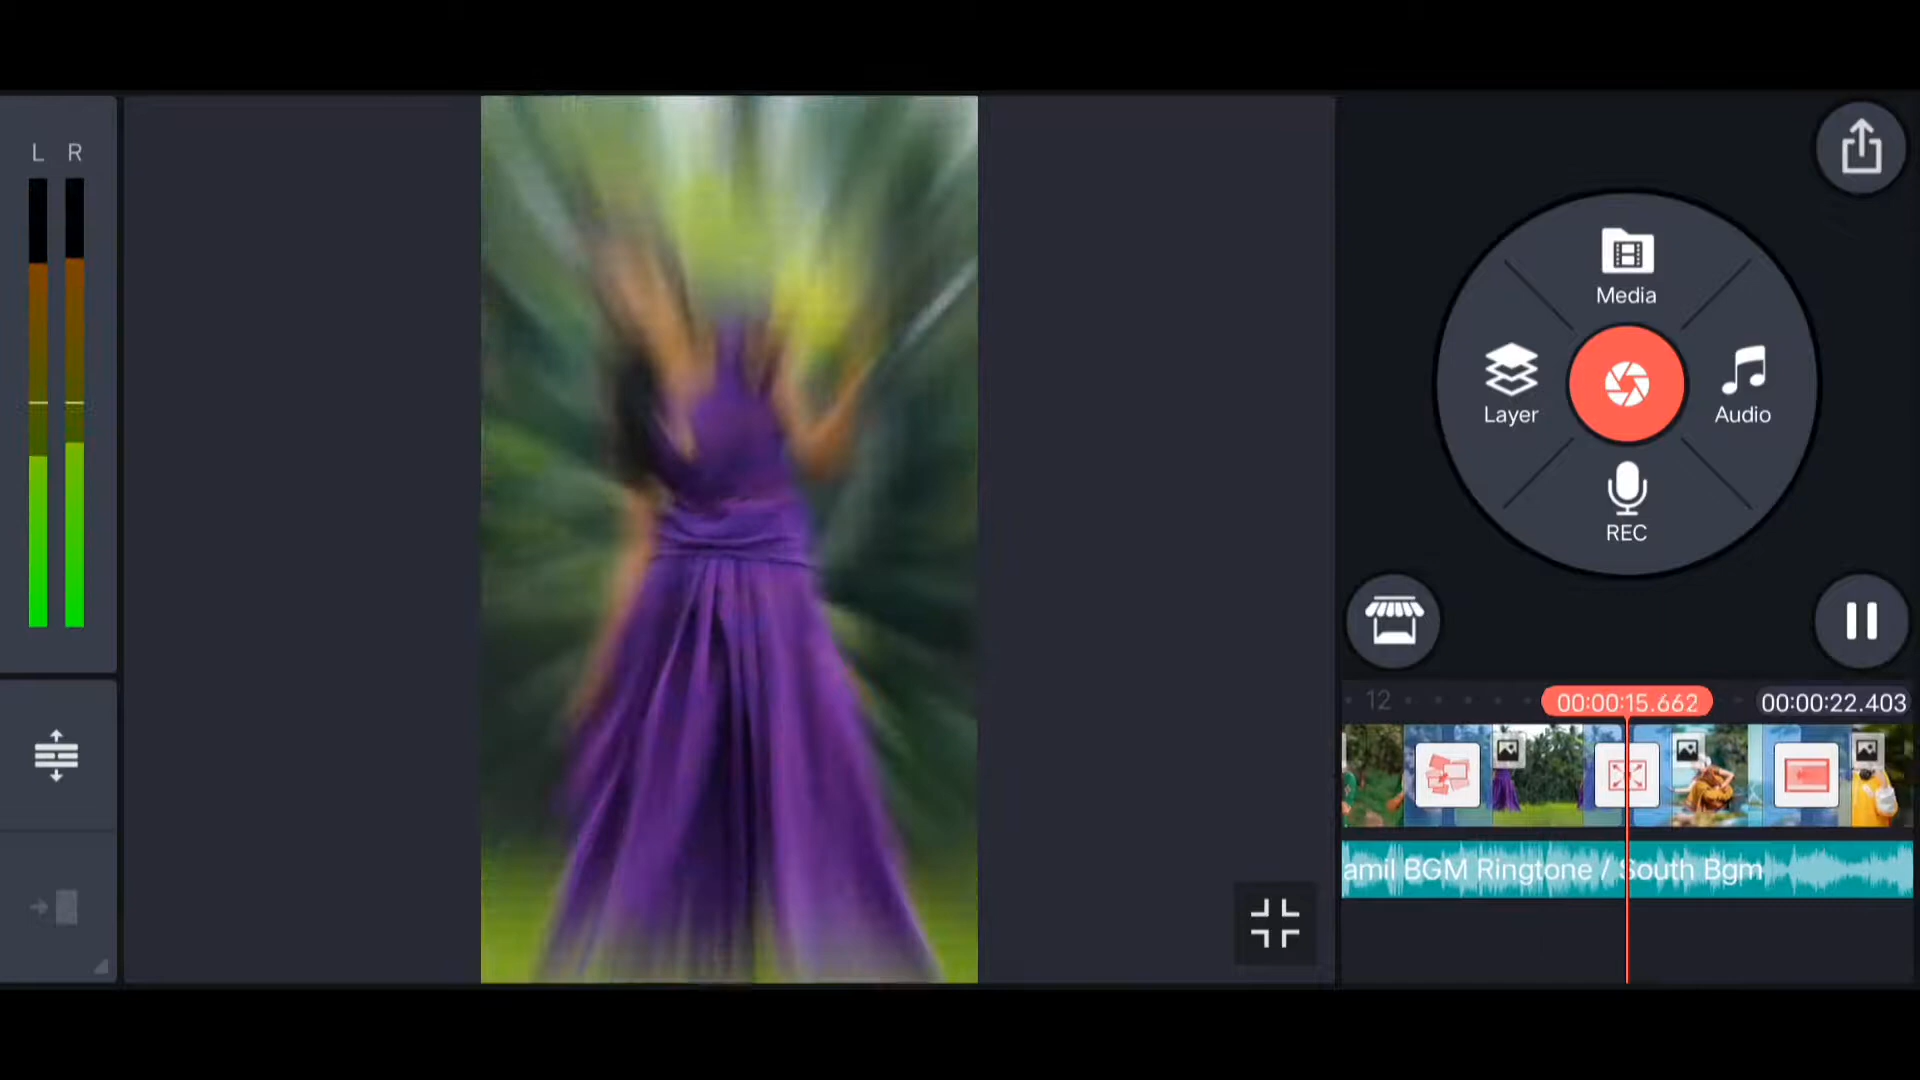 L R
Media
Layer
Audio
REC
12
00:00:15.662
00:00:22.403
amil BGM Ringtone / South Bgm